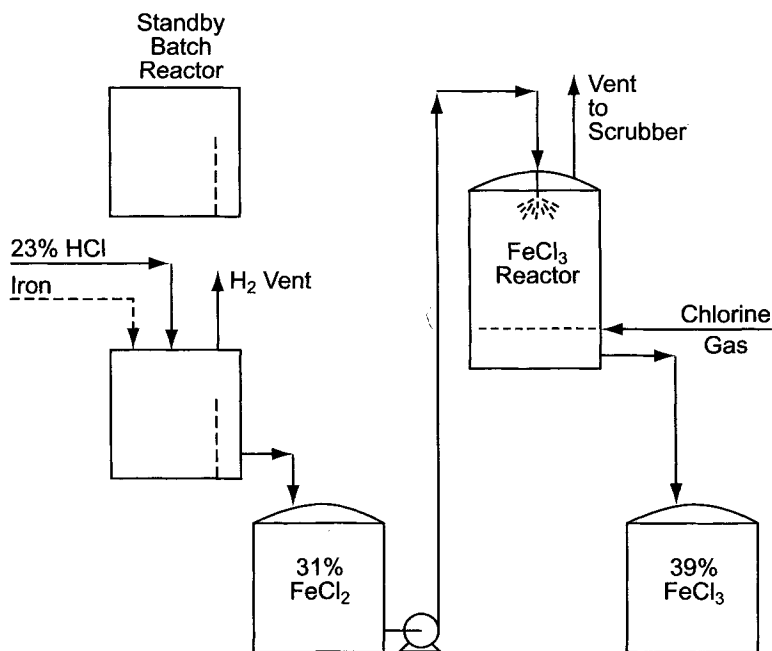 Standby
Batch
Reactor
23% HCl
Iron
H₂ Vent
31%
FeCl₂
Vent
to
Scrubber
FeCl₃
Reactor
Chlorine
Gas
39%
FeCl₃